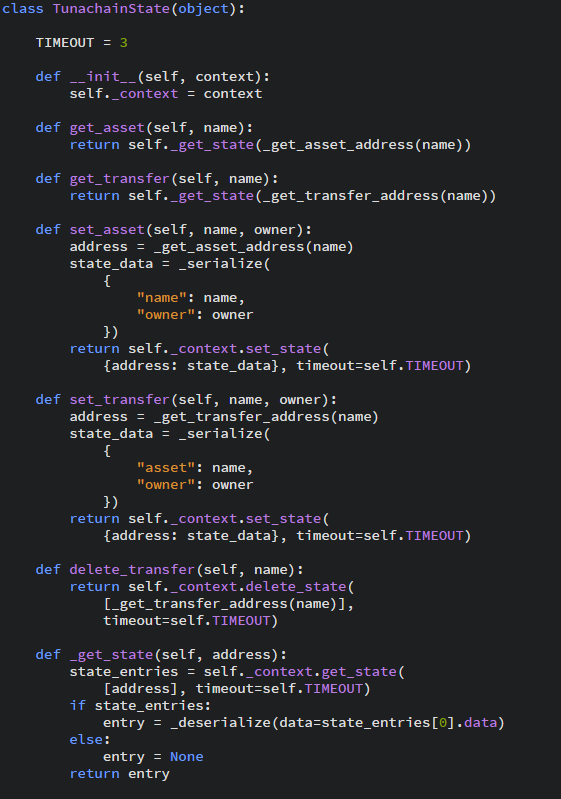 class TunachainState(object):

    TIMEOUT = 3

    def __init__(self, context):
        self._context = context

    def get_asset(self, name):
        return self._get_state(_get_asset_address(name))

    def get_transfer(self, name):
        return self._get_state(_get_transfer_address(name))

    def set_asset(self, name, owner):
        address = _get_asset_address(name)
        state_data = _serialize(
            {
                "name": name,
                "owner": owner
            })
        return self._context.set_state(
            {address: state_data}, timeout=self.TIMEOUT)

    def set_transfer(self, name, owner):
        address = _get_transfer_address(name)
        state_data = _serialize(
            {
                "asset": name,
                "owner": owner
            })
        return self._context.set_state(
            {address: state_data}, timeout=self.TIMEOUT)

    def delete_transfer(self, name):
        return self._context.delete_state(
            [_get_transfer_address(name)],
            timeout=self.TIMEOUT)

    def _get_state(self, address):
        state_entries = self._context.get_state(
            [address], timeout=self.TIMEOUT)
        if state_entries:
            entry = _deserialize(data=state_entries[0].data)
        else:
            entry = None
        return entry